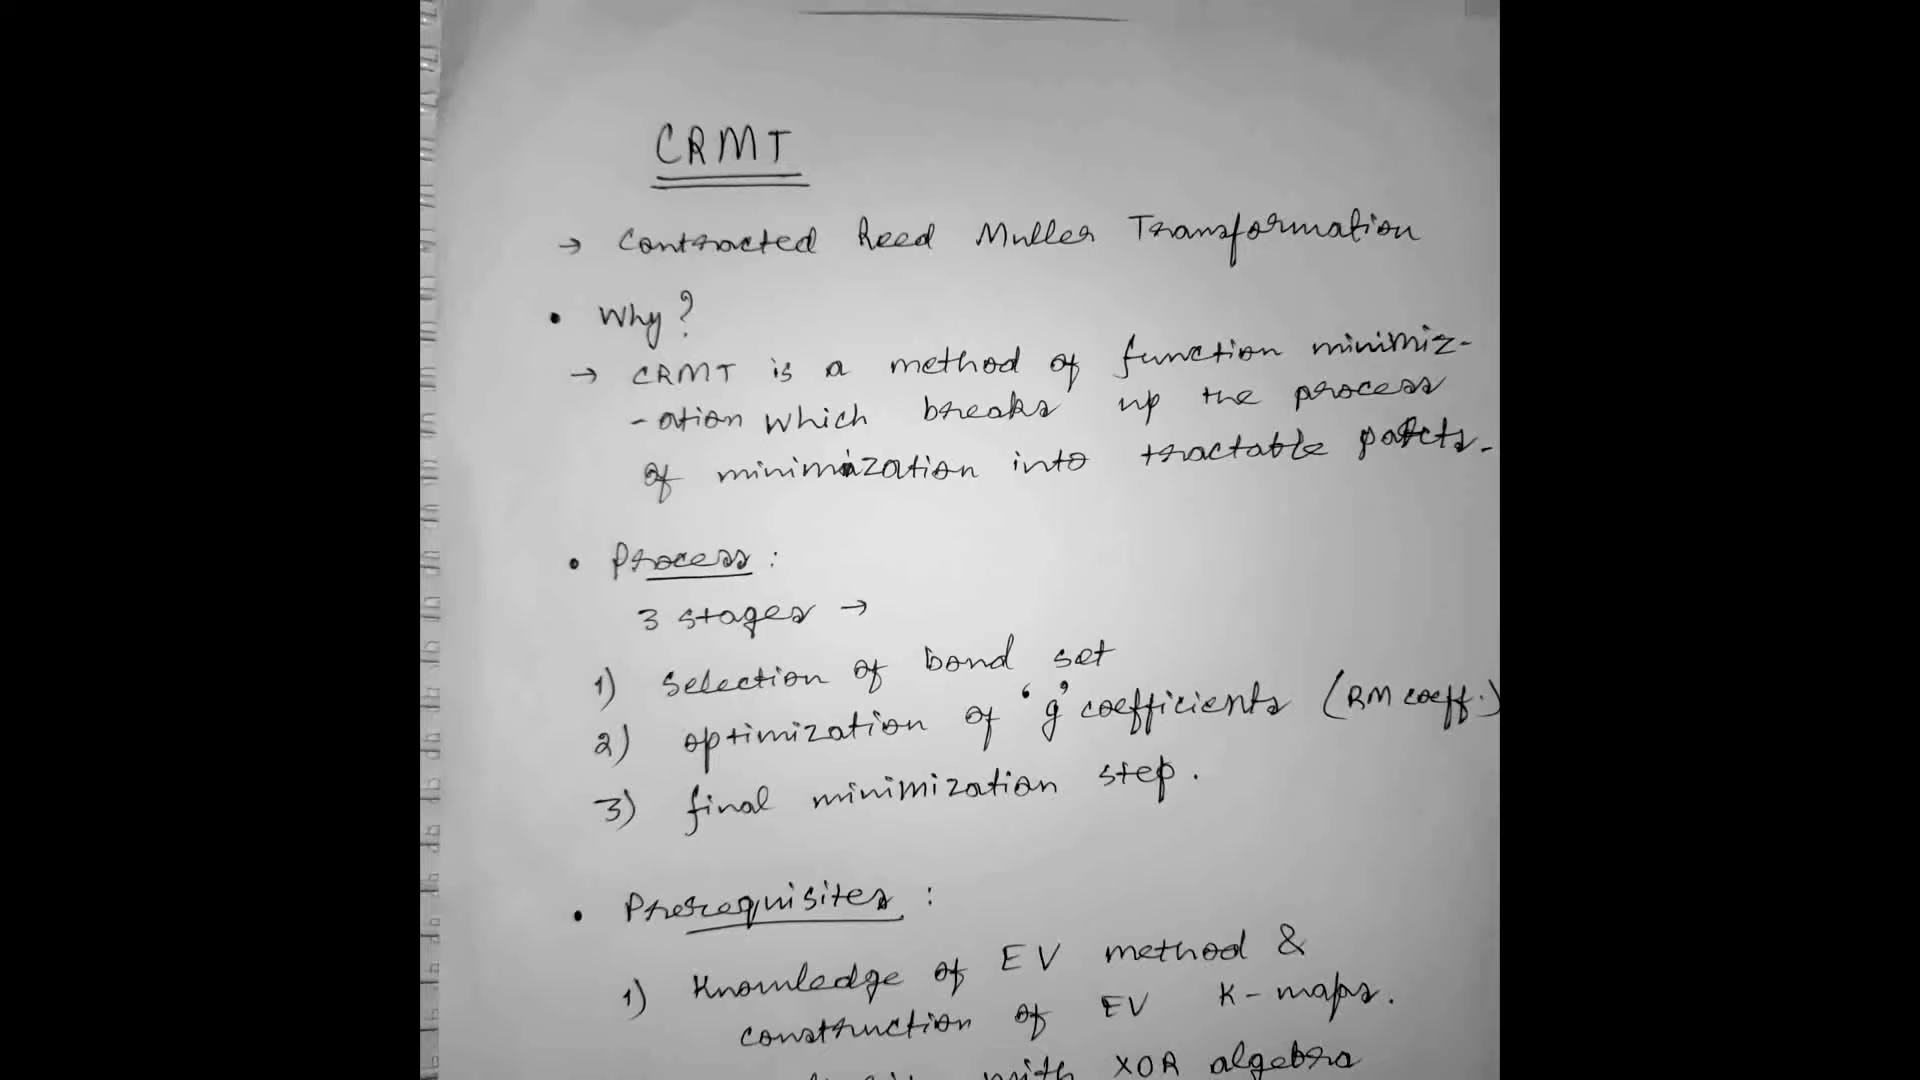 CRMT
→ Contracted Reed Muller Transformation
• Why?
→ CRMT is a method of function minimiz-
-ation which breaks up the process
of minimization into tractable parts.
• Process :
3 stages →
1) Selection of bond set
2) optimization of 'g' coefficients (RM coeff.)
3) final minimization step.
• Prerequisites :
1) Knowledge of EV method &
construction of EV K-maps.
with XOR algebra